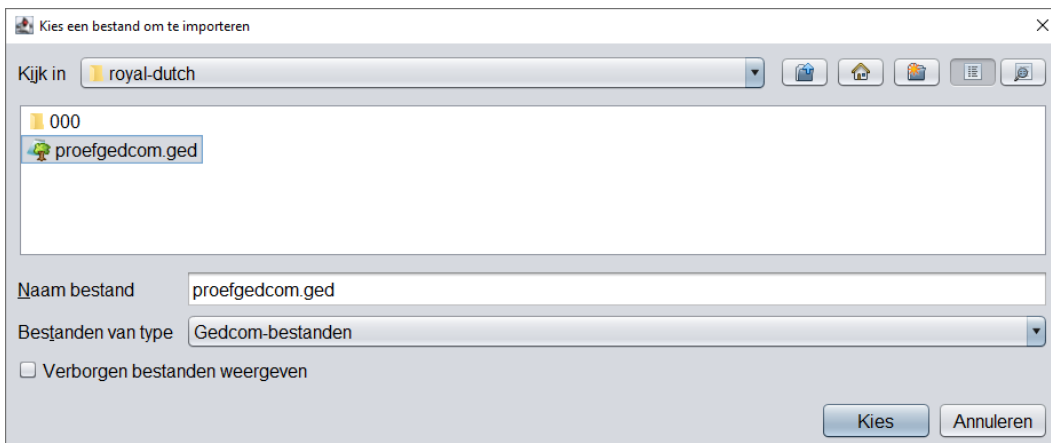 Kies een bestand om te importeren
Kijk in royal-dutch
000
proefgedcom.ged
Naam bestand proefgedcom.ged
Bestanden van type Gedcom-bestanden
Verborgen bestanden weergeven
Kies Annuleren